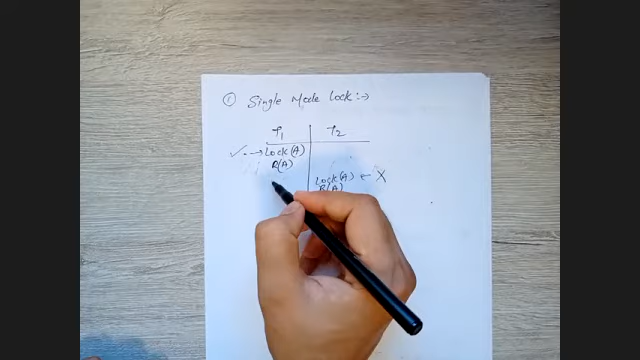 ① Single Mode Lock :→
T1 T2
✓ → Lock(A)
R(A)
Lock(A) ← X
R(A)